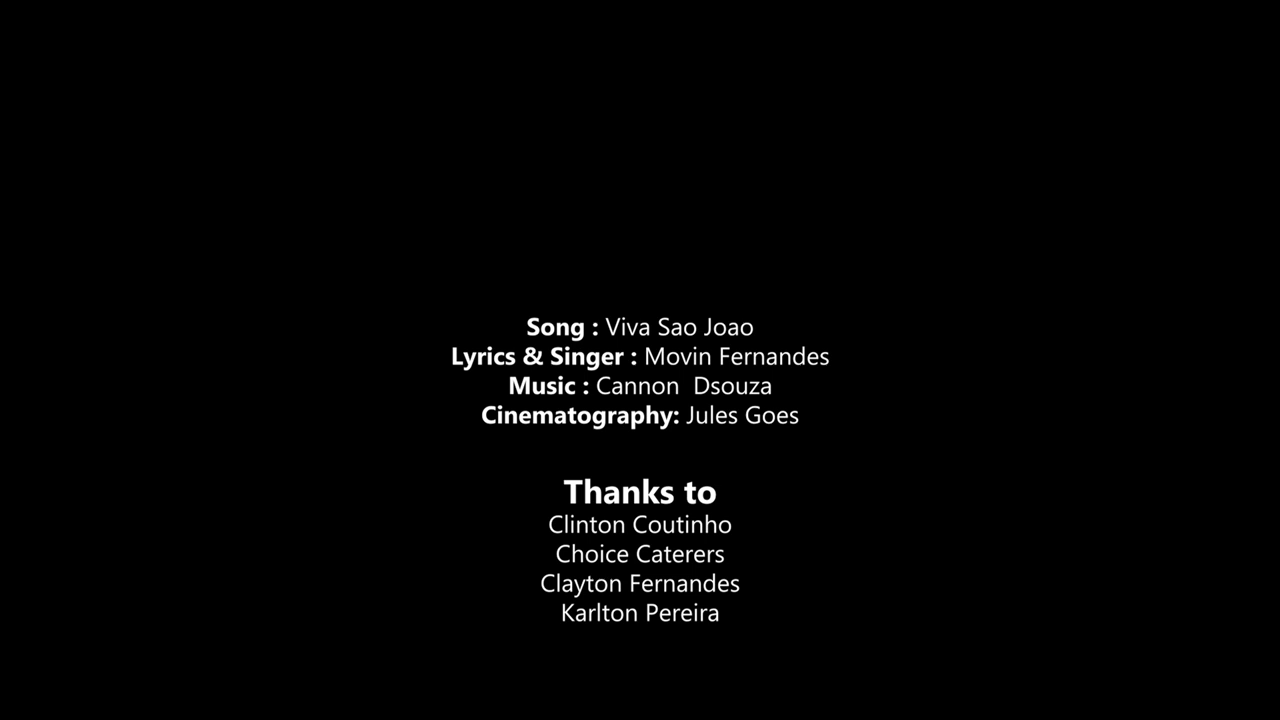 Song : Viva Sao Joao
Lyrics & Singer : Movin Fernandes
Music : Cannon  Dsouza
Cinematography: Jules Goes
Thanks to
Clinton Coutinho
Choice Caterers
Clayton Fernandes
Karlton Pereira